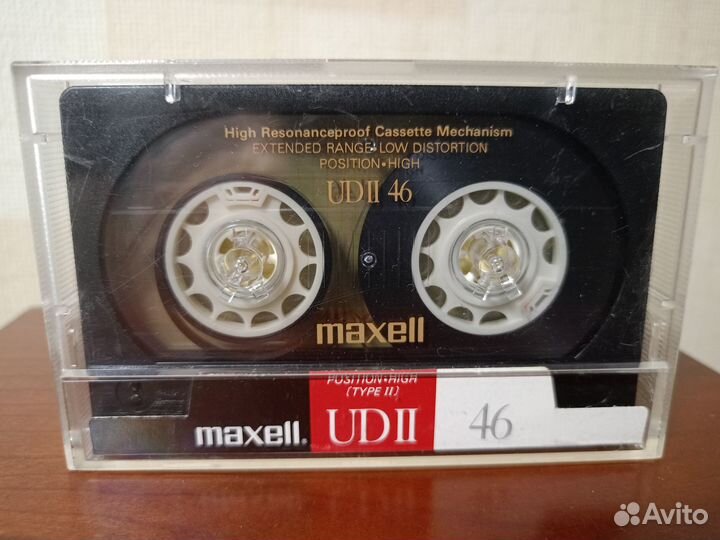 High Resonanceproof Cassette Mechanism
EXTENDED RANGE•LOW DISTORTION
POSITION•HIGH
UDII 46
maxell
POSITION•HIGH
(TYPE II)
maxell. UDII 46
Avito